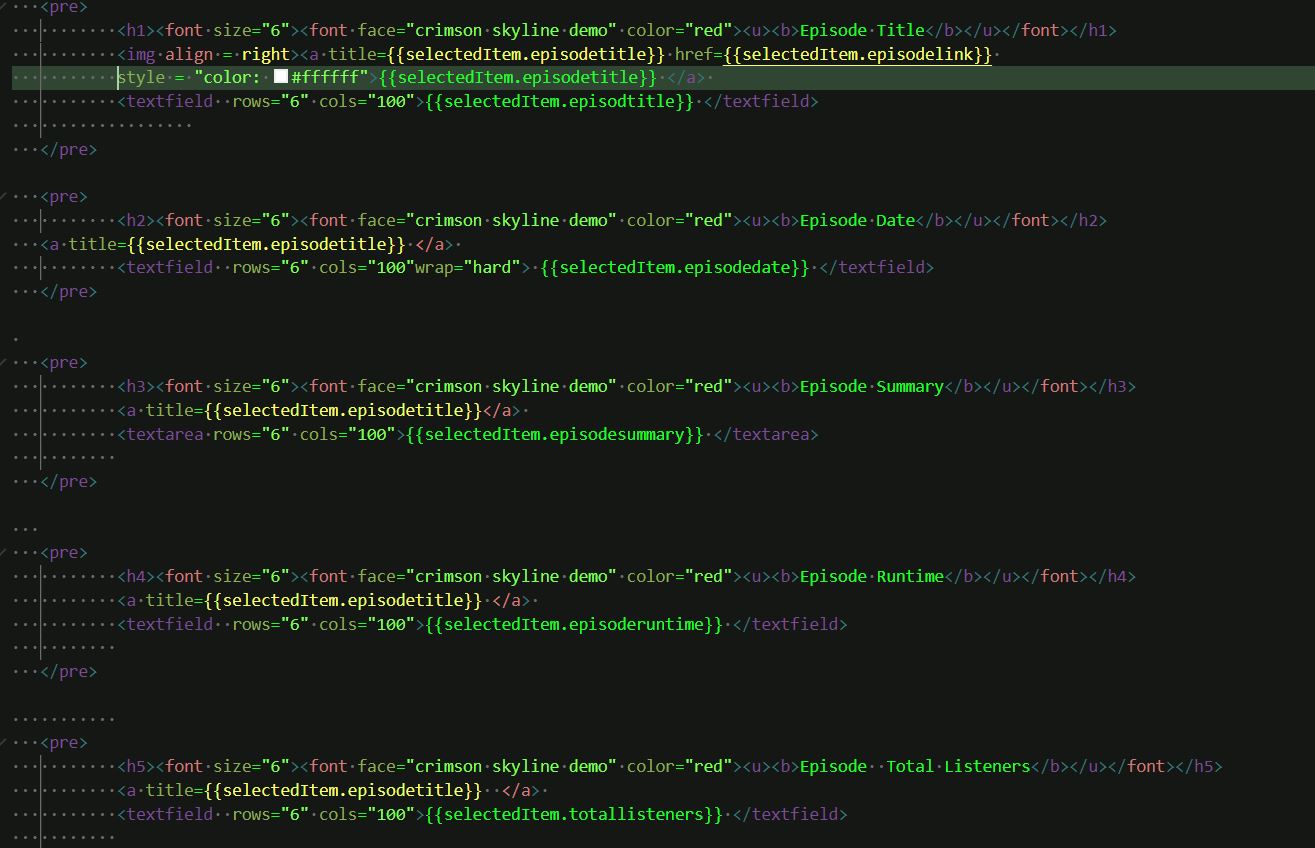 <pre>
<h1><font size="6"><font face="crimson skyline demo" color="red"><u><b>Episode Title</b></u></font></h1>
<img align = right><a title={{selectedItem.episodetitle}} href={{selectedItem.episodelink}}
style = "color: #ffffff">{{selectedItem.episodetitle}} </a>
<textfield  rows="6" cols="100">{{selectedItem.episodtitle}} </textfield>
</pre>
<pre>
<h2><font size="6"><font face="crimson skyline demo" color="red"><u><b>Episode Date</b></u></font></h2>
<a title={{selectedItem.episodetitle}} </a>
<textfield  rows="6" cols="100"wrap="hard"> {{selectedItem.episodedate}} </textfield>
</pre>
<pre>
<h3><font size="6"><font face="crimson skyline demo" color="red"><u><b>Episode Summary</b></u></font></h3>
<a title={{selectedItem.episodetitle}}</a>
<textarea rows="6" cols="100">{{selectedItem.episodesummary}} </textarea>
</pre>
<pre>
<h4><font size="6"><font face="crimson skyline demo" color="red"><u><b>Episode Runtime</b></u></font></h4>
<a title={{selectedItem.episodetitle}} </a>
<textfield  rows="6" cols="100">{{selectedItem.episoderuntime}} </textfield>
</pre>
<pre>
<h5><font size="6"><font face="crimson skyline demo" color="red"><u><b>Episode  Total Listeners</b></u></font></h5>
<a title={{selectedItem.episodetitle}}  </a>
<textfield  rows="6" cols="100">{{selectedItem.totallisteners}} </textfield>